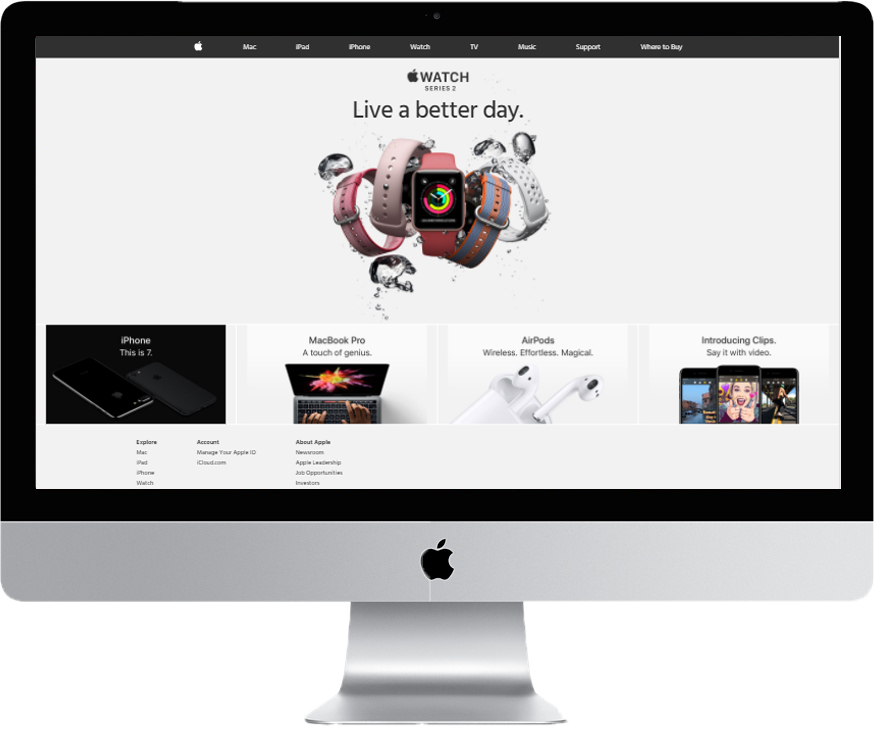 Mac iPad iPhone Watch TV Music Support Where to Buy
WATCH
SERIES 2
Live a better day.
iPhone
This is 7.
MacBook Pro
A touch of genius.
AirPods
Wireless. Effortless. Magical.
Introducing Clips.
Say it with video.
Explore
Mac
iPad
iPhone
Watch
Account
Manage Your Apple ID
iCloud.com
About Apple
Newsroom
Apple Leadership
Job Opportunities
Investors